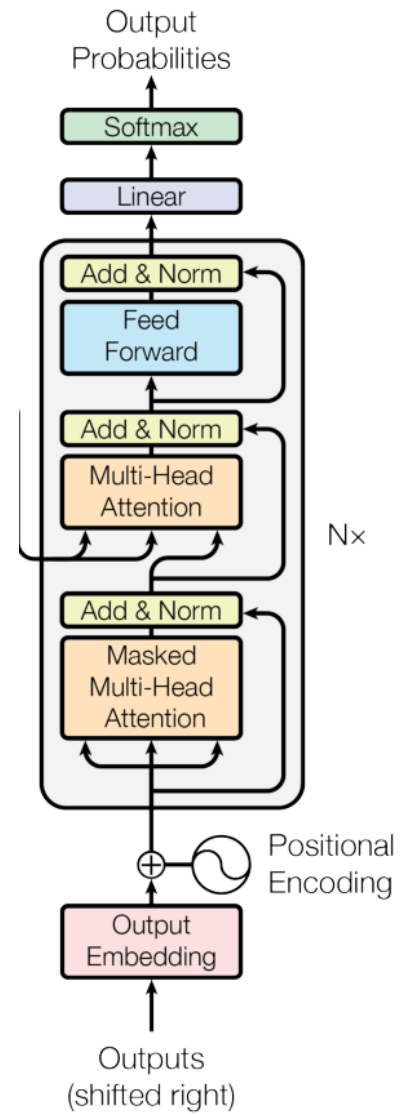 Output
Probabilities
Softmax
Linear
Add & Norm
Feed
Forward
Add & Norm
Multi-Head
Attention
N×
Add & Norm
Masked
Multi-Head
Attention
Positional
Encoding
Output
Embedding
Outputs
(shifted right)